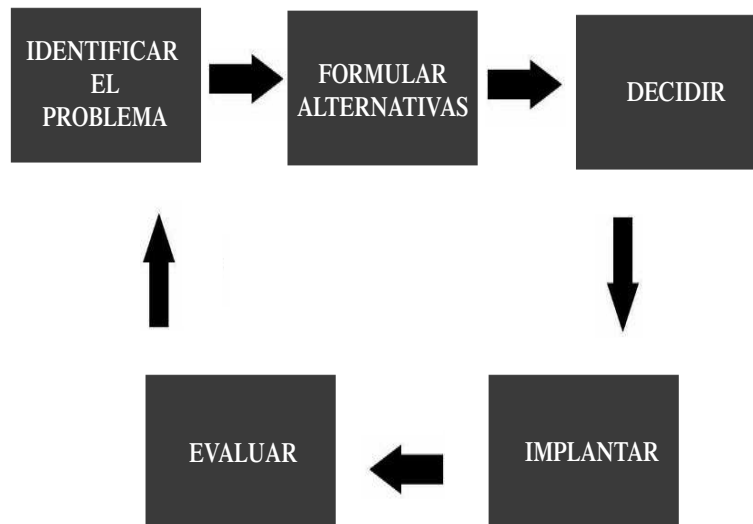 IDENTIFICAR
EL
PROBLEMA
FORMULAR
ALTERNATIVAS
DECIDIR
IMPLANTAR
EVALUAR